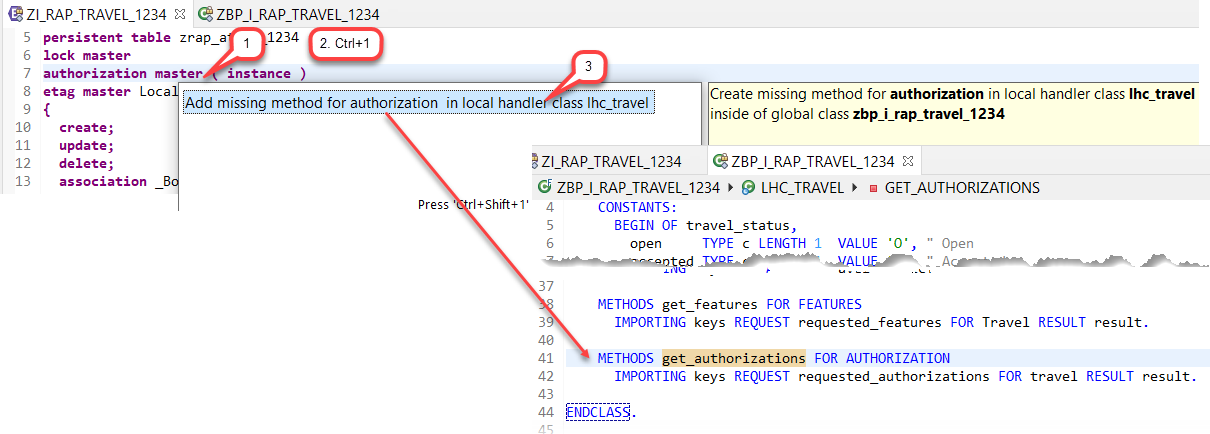 ZI_RAP_TRAVEL_1234 ZBP_I_RAP_TRAVEL_1234
5 persistent table zrap_a 1234
1
2. Ctrl+1
6 lock master
7 authorization master ( instance )
3
8 etag master Local
9 {
10 create;
11 update;
12 delete;
13 association _Bo
Add missing method for authorization in local handler class lhc_travel
Press 'Ctrl+Shift+1'
Create missing method for authorization in local handler class lhc_travel
inside of global class zbp_i_rap_travel_1234
ZI_RAP_TRAVEL_1234 ZBP_I_RAP_TRAVEL_1234
ZBP_I_RAP_TRAVEL_1234 LHC_TRAVEL GET_AUTHORIZATIONS
4 CONSTANTS:
5 BEGIN OF travel_status,
6 open TYPE c LENGTH 1 VALUE 'O', " Open
37
38 METHODS get_features FOR FEATURES
39 IMPORTING keys REQUEST requested_features FOR Travel RESULT result.
40
41 METHODS get_authorizations FOR AUTHORIZATION
42 IMPORTING keys REQUEST requested_authorizations FOR travel RESULT result.
43
44 ENDCLASS.
45